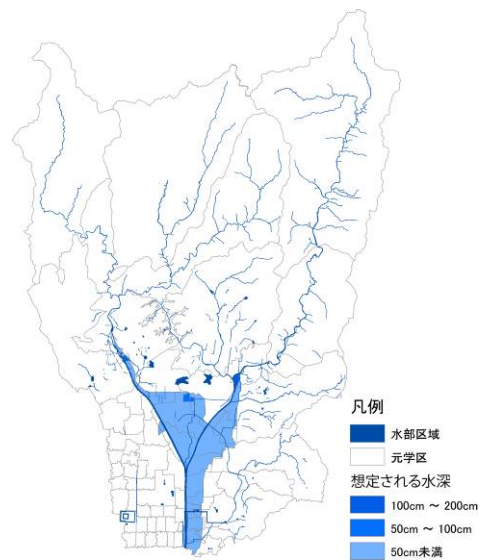 凡例
水部区域
元学区
想定される水深
100cm ~ 200cm
50cm ~ 100cm
50cm未満